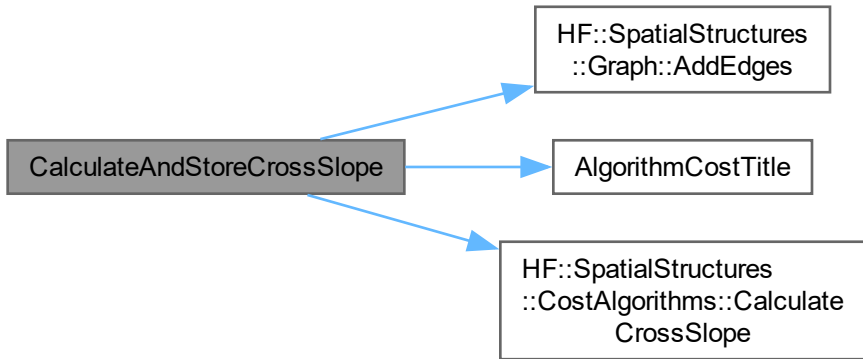 HF::SpatialStructures
::Graph::AddEdges
CalculateAndStoreCrossSlope
AlgorithmCostTitle
HF::SpatialStructures
::CostAlgorithms::Calculate
CrossSlope